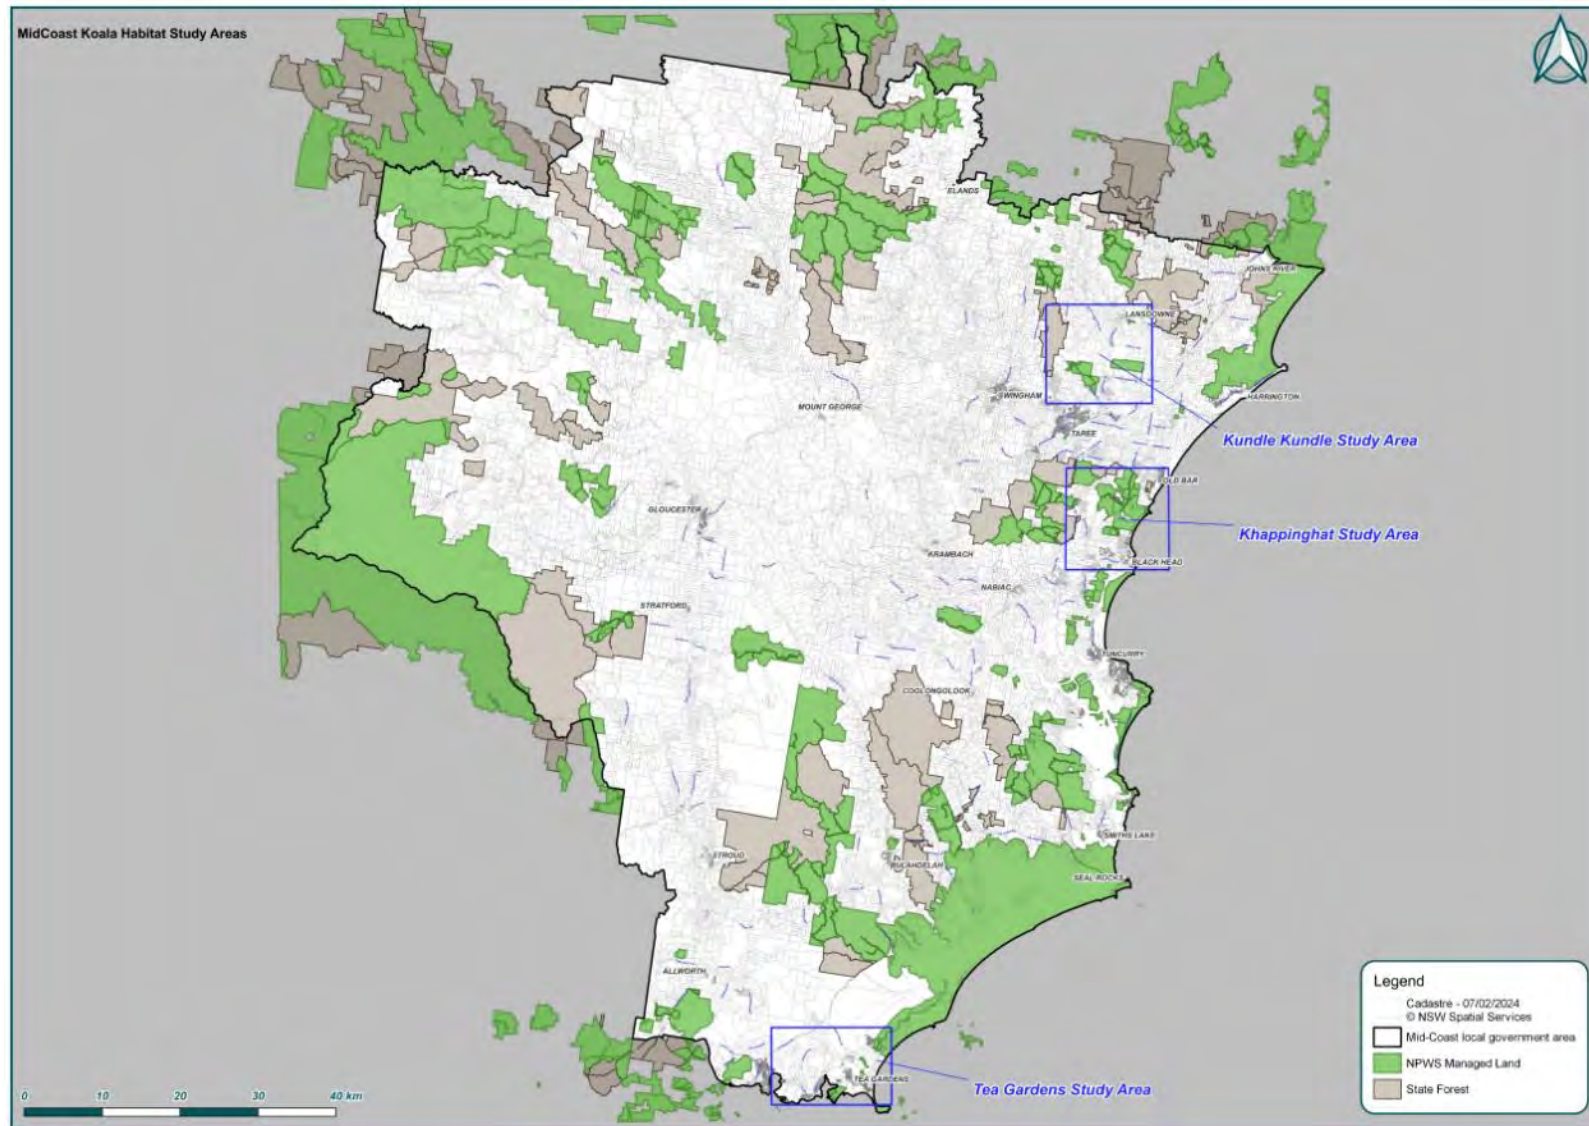 MidCoast Koala Habitat Study Areas
ELANDS
JOHNS RIVER
LANSDOWNE
WINGHAM
MOUNT GEORGE
HARRINGTON
TAREE
Kundle Kundle Study Area
OLD BAR
GLOUCESTER
Khappinghat Study Area
KRAMBACH
BLACK HEAD
NABIAC
STRATFORD
TUNCURRY
COOLONGOLOOK
SMITHS LAKE
STROUD
BULAHDELAH
SEAL ROCKS
ALLWORTH
TEA GARDENS
Tea Gardens Study Area
Legend
Cadastre - 07/02/2024
© NSW Spatial Services
Mid-Coast local government area
NPWS Managed Land
State Forest
0 10 20 30 40 km